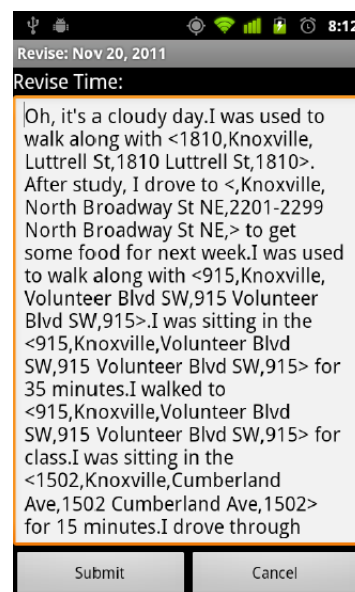 8:12
Revise: Nov 20, 2011
Revise Time:
Oh, it's a cloudy day.I was used to
walk along with <1810,Knoxville,
Luttrell St,1810 Luttrell St,1810>.
After study, I drove to <,Knoxville,
North Broadway St NE,2201-2299
North Broadway St NE,> to get
some food for next week.I was used
to walk along with <915,Knoxville,
Volunteer Blvd SW,915 Volunteer
Blvd SW,915>.I was sitting in the
<915,Knoxville,Volunteer Blvd
SW,915 Volunteer Blvd SW,915> for
35 minutes.I walked to
<915,Knoxville,Volunteer Blvd
SW,915 Volunteer Blvd SW,915> for
class.I was sitting in the
<1502,Knoxville,Cumberland
Ave,1502 Cumberland Ave,1502>
for 15 minutes.I drove through
Submit Cancel